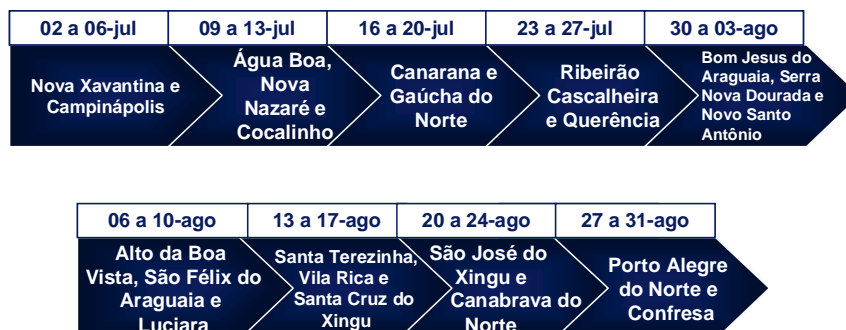 02 a 06-jul
09 a 13-jul
16 a 20-jul
23 a 27-jul
30 a 03-ago
Nova Xavantina e
Campinápolis
Água Boa,
Nova
Nazaré e
Cocalinho
Canarana e
Gaúcha do
Norte
Ribeirão
Cascalheira
e Querência
Bom Jesus do
Araguaia, Serra
Nova Dourada e
Novo Santo
Antônio
06 a 10-ago
13 a 17-ago
20 a 24-ago
27 a 31-ago
Alto da Boa
Vista, São Félix do
Araguaia e
Luciara
Santa Terezinha,
Vila Rica e
Santa Cruz do
Xingu
São José do
Xingu e
Canabrava do
Norte
Porto Alegre
do Norte e
Confresa